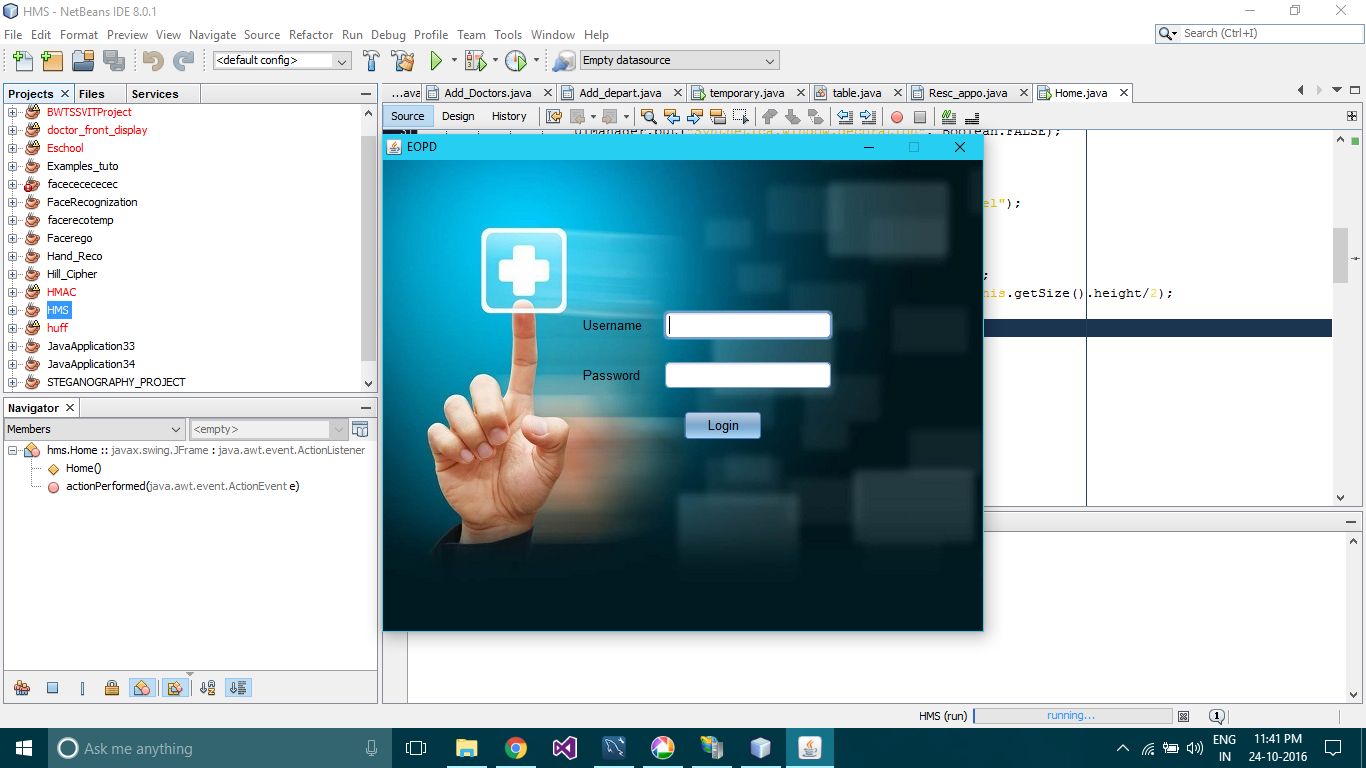 HMS - NetBeans IDE 8.0.1
File Edit Format Preview View Navigate Source Refactor Run Debug Profile Team Tools Window Help
Search (Ctrl+I)
<default config>
Empty datasource
Projects Files Services
...ava Add_Doctors.java Add_depart.java temporary.java table.java Resc_appo.java Home.java
Source Design History
BWTSSVITProject
doctor_front_display
Eschool
Examples_tuto
FaceRecognization
facerecotemp
Facerego
Hand_Reco
Hill_Cipher
HMAC
HMS
huff
JavaApplication33
JavaApplication34
STEGANOGRAPHY_PROJECT
Boolean.FALSE);
el");
;
his.getSize().height/2);
EOPD
Username
Password
Login
Navigator
Members
<empty>
hms.Home :: javax.swing.JFrame : java.awt.event.ActionListener
Home()
actionPerformed(java.awt.event.ActionEvent e)
HMS (run)
running...
1
Ask me anything
ENG
IN
11:41 PM
24-10-2016